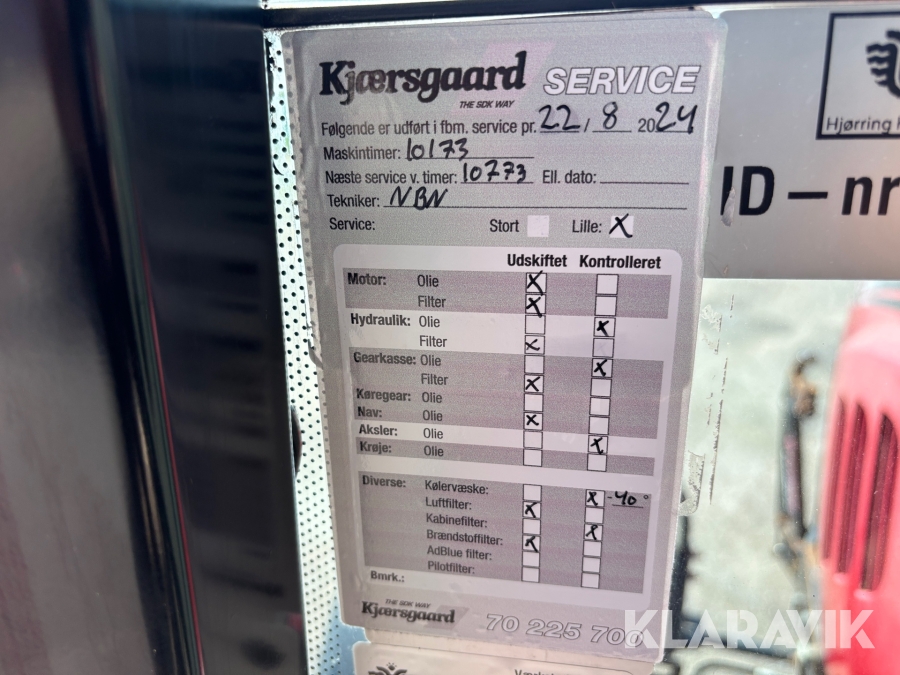 Kjærsgaard SERVICE
THE SDK WAY
Følgende er udført i fbm. service pr. 22 / 8 2024
Maskintimer: 10173
Næste service v. timer: 10773 Ell. dato:
Tekniker: NBN
Service: Stort Lille: X
Udskiftet Kontrolleret
Motor: Olie X
Filter X
Hydraulik: Olie X
Filter X
Gearkasse: Olie X
Filter X
Køregear: Olie
Nav: Olie X
Aksler: Olie X
Krøje: Olie
Diverse: Kølervæske: X -40°
Luftfilter: X
Kabinefilter: X
Brændstoffilter: X
AdBlue filter:
Pilotfilter:
Bmrk.:
THE SDK WAY
Kjærsgaard 70 225 700
Hjørring
ID – nr
KLARAVIK